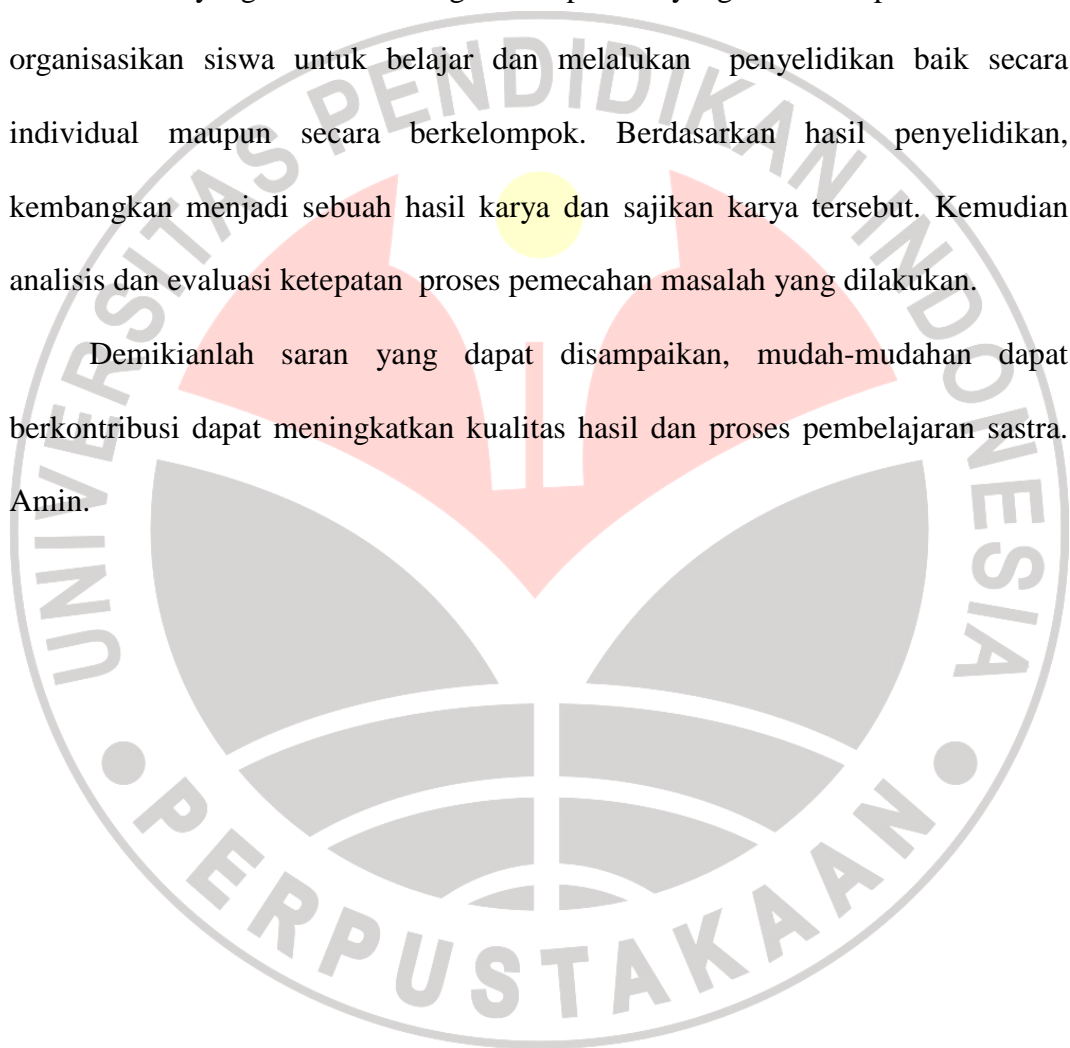 organisasikan siswa untuk belajar dan melalukan penyelidikan baik secara
individual maupun secara berkelompok. Berdasarkan hasil penyelidikan,
kembangkan menjadi sebuah hasil karya dan sajikan karya tersebut. Kemudian
analisis dan evaluasi ketepatan proses pemecahan masalah yang dilakukan.
Demikianlah saran yang dapat disampaikan, mudah-mudahan dapat
berkontribusi dapat meningkatkan kualitas hasil dan proses pembelajaran sastra.
Amin.
UNIVERSITAS PENDIDIKAN INDONESIA
PERPUSTAKAAN